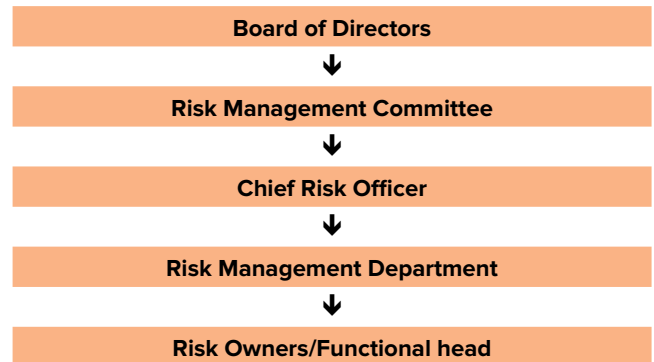 Board of Directors
Risk Management Committee
Chief Risk Officer
Risk Management Department
Risk Owners/Functional head